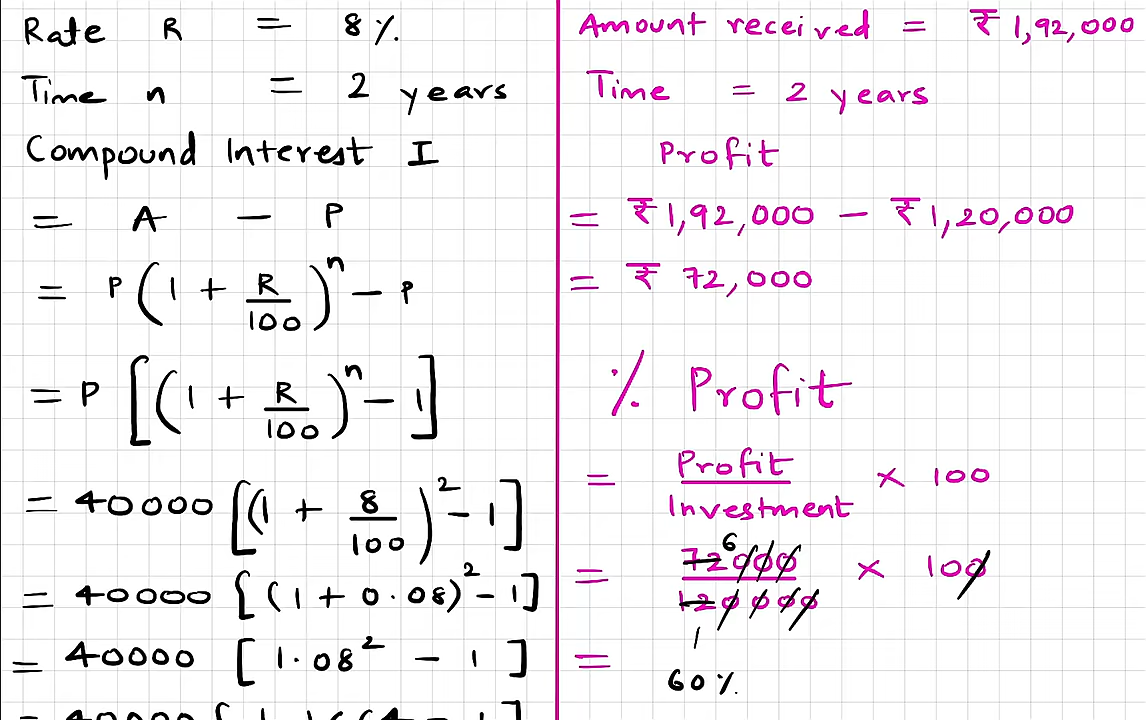 Rate R = 8 %.
Time n = 2 years
Compound Interest I
= A - P
= P ( 1 + R/100 )^n - P
= P [ ( 1 + R/100 )^n - 1 ]
= 40000 [ ( 1 + 8/100 )^2 - 1 ]
= 40000 [ ( 1 + 0.08 )^2 - 1 ]
= 40000 [ 1.08^2 - 1 ]
Amount received = ₹ 1,92,000
Time = 2 years
Profit
= ₹ 1,92,000 - ₹ 1,20,000
= ₹ 72,000
% Profit
= Profit/Investment × 100
6
= 72000/120000 × 100
1
=
60 %.